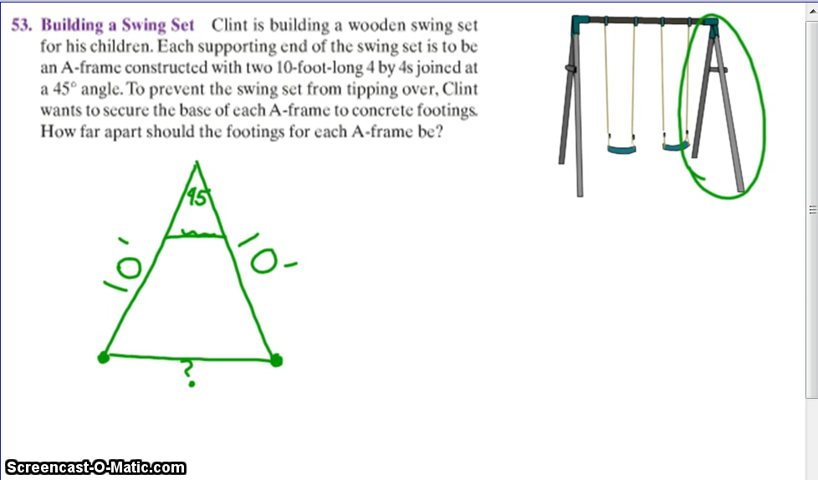 53. Building a Swing Set Clint is building a wooden swing set
for his children. Each supporting end of the swing set is to be
an A-frame constructed with two 10-foot-long 4 by 4s joined at
a 45° angle. To prevent the swing set from tipping over, Clint
wants to secure the base of each A-frame to concrete footings.
How far apart should the footings for each A-frame be?
45
10'
10'
?
Screencast-O-Matic.com